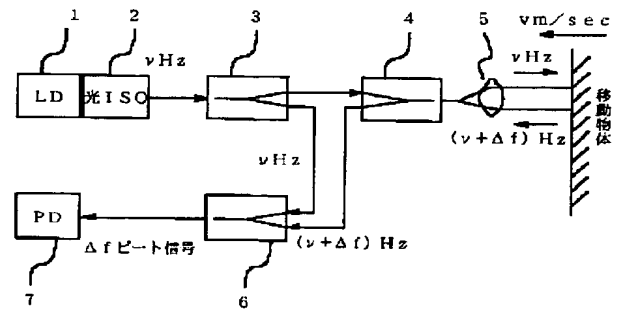 1
2
3
4
5
vm/sec
νHz
νHz
LD
光ISO
移動物体
(ν+Δf) Hz
νHz
PD
Δfビート信号
(ν+Δf) Hz
7
6